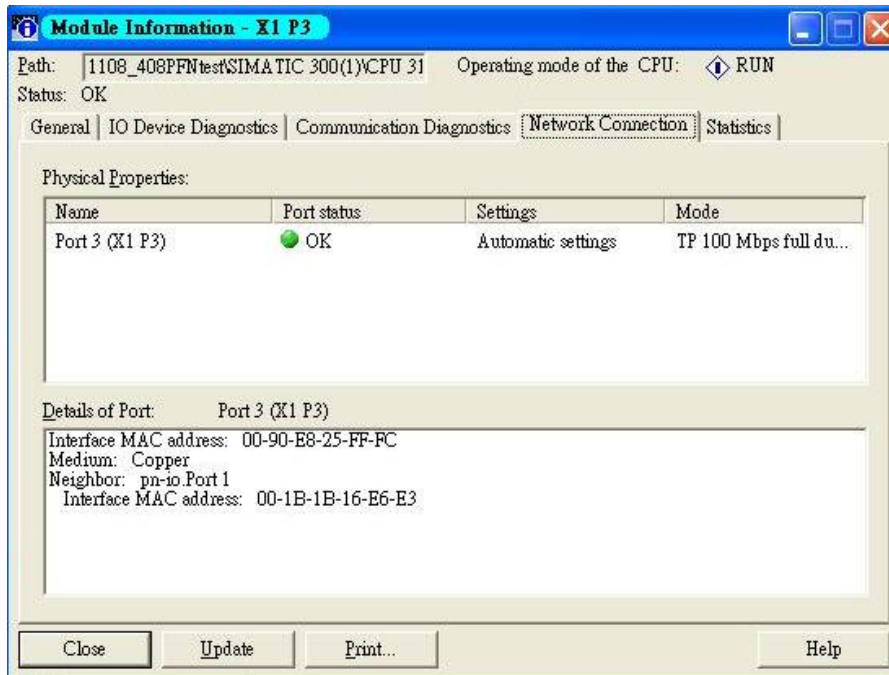 Module Information - X1 P3
Path: 1108_408PFNtest\SIMATIC 300(1)\CPU 31 Operating mode of the CPU: RUN
Status: OK
General IO Device Diagnostics Communication Diagnostics Network Connection Statistics
Physical Properties:
Name Port status Settings Mode
Port 3 (X1 P3) OK Automatic settings TP 100 Mbps full du...
Details of Port: Port 3 (X1 P3)
Interface MAC address: 00-90-E8-25-FF-FC
Medium: Copper
Neighbor: pn-io.Port 1
Interface MAC address: 00-1B-1B-16-E6-E3
Close Update Print... Help